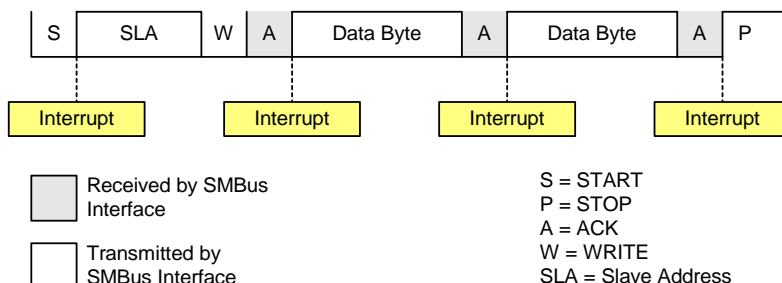 S SLA W A Data Byte A Data Byte A P
Interrupt Interrupt Interrupt Interrupt
Received by SMBus
Interface
Transmitted by
SMBus Interface
S = START
P = STOP
A = ACK
W = WRITE
SLA = Slave Address